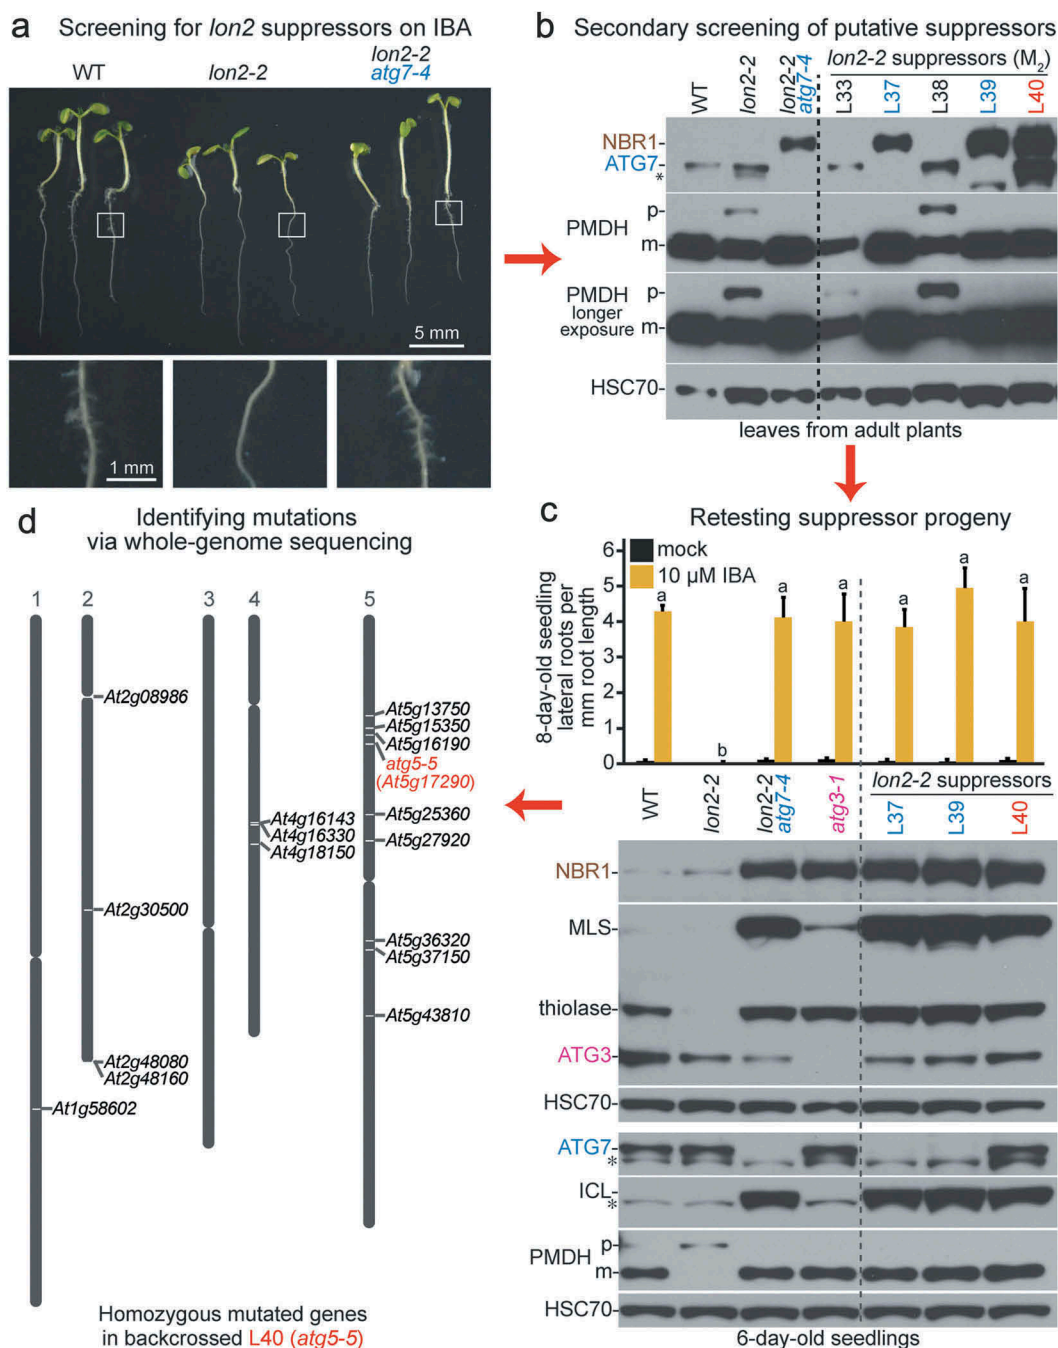 a Screening for lon2 suppressors on IBA
WT
lon2-2
lon2-2
atg7-4
5 mm
1 mm
b Secondary screening of putative suppressors
lon2-2 suppressors (M2)
WT
lon2-2
lon2-2
atg7-4
L33
L37
L38
L39
L40
NBR1-
ATG7-
*
p-
PMDH
m-
PMDH
longer
exposure
p-
m-
HSC70-
leaves from adult plants
c Retesting suppressor progeny
mock
10 µM IBA
8-day-old seedling
lateral roots per
mm root length
6
5
4
3
2
1
0
a
b
a
a
a
a
a
lon2-2 suppressors
WT
lon2-2
lon2-2
atg7-4
atg3-1
L37
L39
L40
NBR1-
MLS-
thiolase-
ATG3-
HSC70-
ATG7-
*
ICL-
*
p-
PMDH
m-
HSC70-
6-day-old seedlings
d Identifying mutations
via whole-genome sequencing
1
2
3
4
5
At2g08986
At2g30500
At2g48080
At2g48160
At1g58602
At4g16143
At4g16330
At4g18150
At5g13750
At5g15350
At5g16190
atg5-5
(At5g17290)
At5g25360
At5g27920
At5g36320
At5g37150
At5g43810
Homozygous mutated genes
in backcrossed L40 (atg5-5)